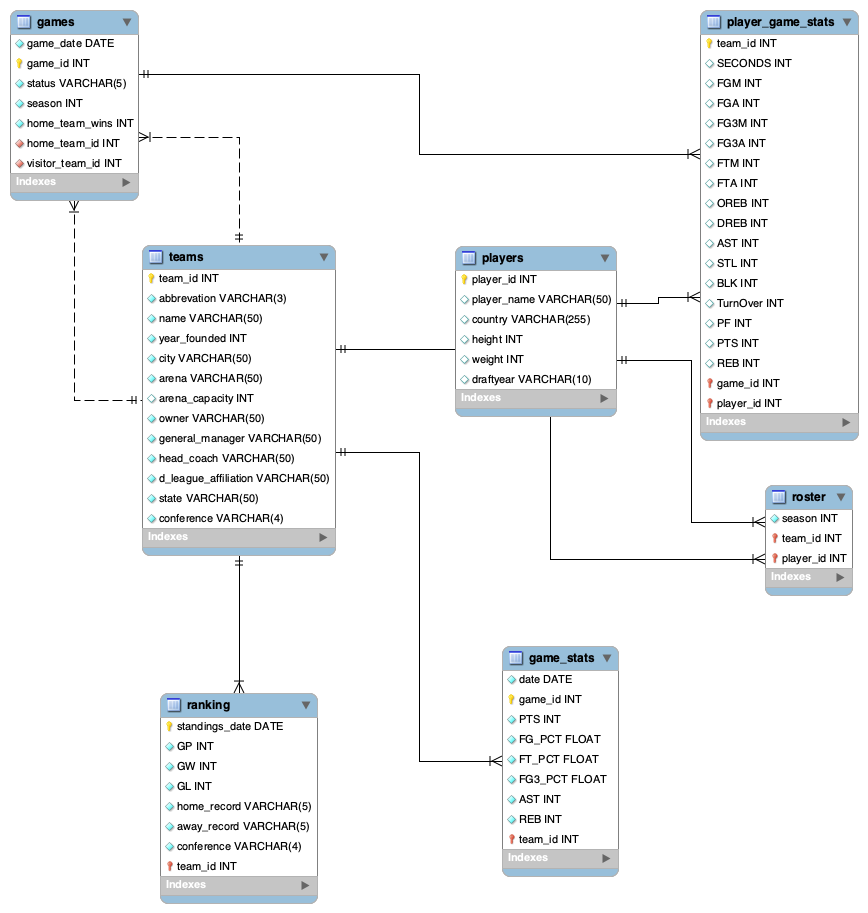 games
game_date DATE
game_id INT
status VARCHAR(5)
season INT
home_team_wins INT
home_team_id INT
visitor_team_id INT
Indexes
player_game_stats
team_id INT
SECONDS INT
FGM INT
FGA INT
FG3M INT
FG3A INT
FTM INT
FTA INT
OREB INT
DREB INT
AST INT
STL INT
BLK INT
TurnOver INT
PF INT
PTS INT
REB INT
game_id INT
player_id INT
Indexes
teams
team_id INT
abbrevation VARCHAR(3)
name VARCHAR(50)
year_founded INT
city VARCHAR(50)
arena VARCHAR(50)
arena_capacity INT
owner VARCHAR(50)
general_manager VARCHAR(50)
head_coach VARCHAR(50)
d_league_affiliation VARCHAR(50)
state VARCHAR(50)
conference VARCHAR(4)
Indexes
players
player_id INT
player_name VARCHAR(50)
country VARCHAR(255)
height INT
weight INT
draftyear VARCHAR(10)
Indexes
roster
season INT
team_id INT
player_id INT
Indexes
game_stats
date DATE
game_id INT
PTS INT
FG_PCT FLOAT
FT_PCT FLOAT
FG3_PCT FLOAT
AST INT
REB INT
team_id INT
Indexes
ranking
standings_date DATE
GP INT
GW INT
GL INT
home_record VARCHAR(5)
away_record VARCHAR(5)
conference VARCHAR(4)
team_id INT
Indexes